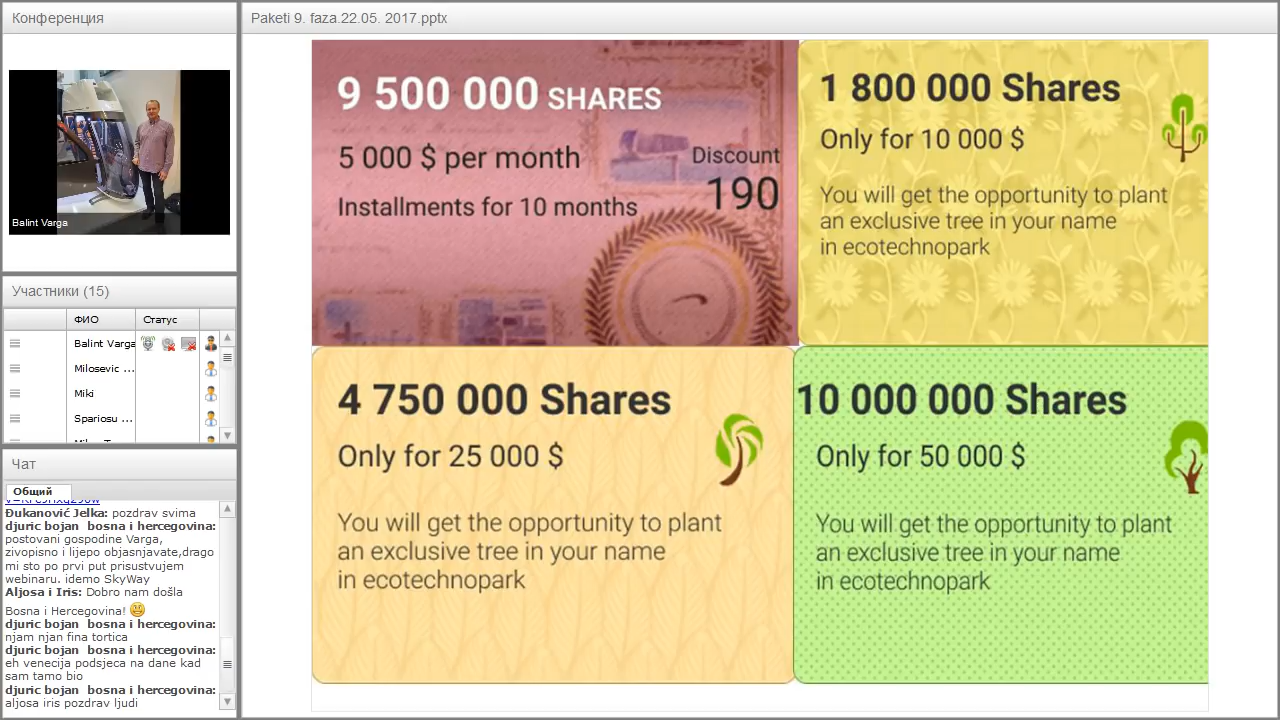 Конференция
Balint Varga
Участники (15)
ФИО
Статус
Balint Varga
Milosevic ...
Miki
Spariosu ...
Чат
Общий
Đukanović Jelka: pozdrav svima
djuric bojan bosna i hercegovina:
postovani gospodine Varga,
zivopisno i lijepo objasnjavate,drago
mi sto po prvi put prisustvujem
webinaru. idemo SkyWay
Aljosa i Iris: Dobro nam došla
Bosna i Hercegovina!
djuric bojan bosna i hercegovina:
njam njan fina tortica
djuric bojan bosna i hercegovina:
eh venecija podsjeca na dane kad
sam tamo bio
djuric bojan bosna i hercegovina:
aljosa iris pozdrav ljudi
Paketi 9. faza.22.05. 2017.pptx
9 500 000 SHARES
5 000 $ per month
Installments for 10 months
Discount
190
1 800 000 Shares
Only for 10 000 $
You will get the opportunity to plant
an exclusive tree in your name
in ecotechnopark
4 750 000 Shares
Only for 25 000 $
You will get the opportunity to plant
an exclusive tree in your name
in ecotechnopark
10 000 000 Shares
Only for 50 000 $
You will get the opportunity to plant
an exclusive tree in your name
in ecotechnopark